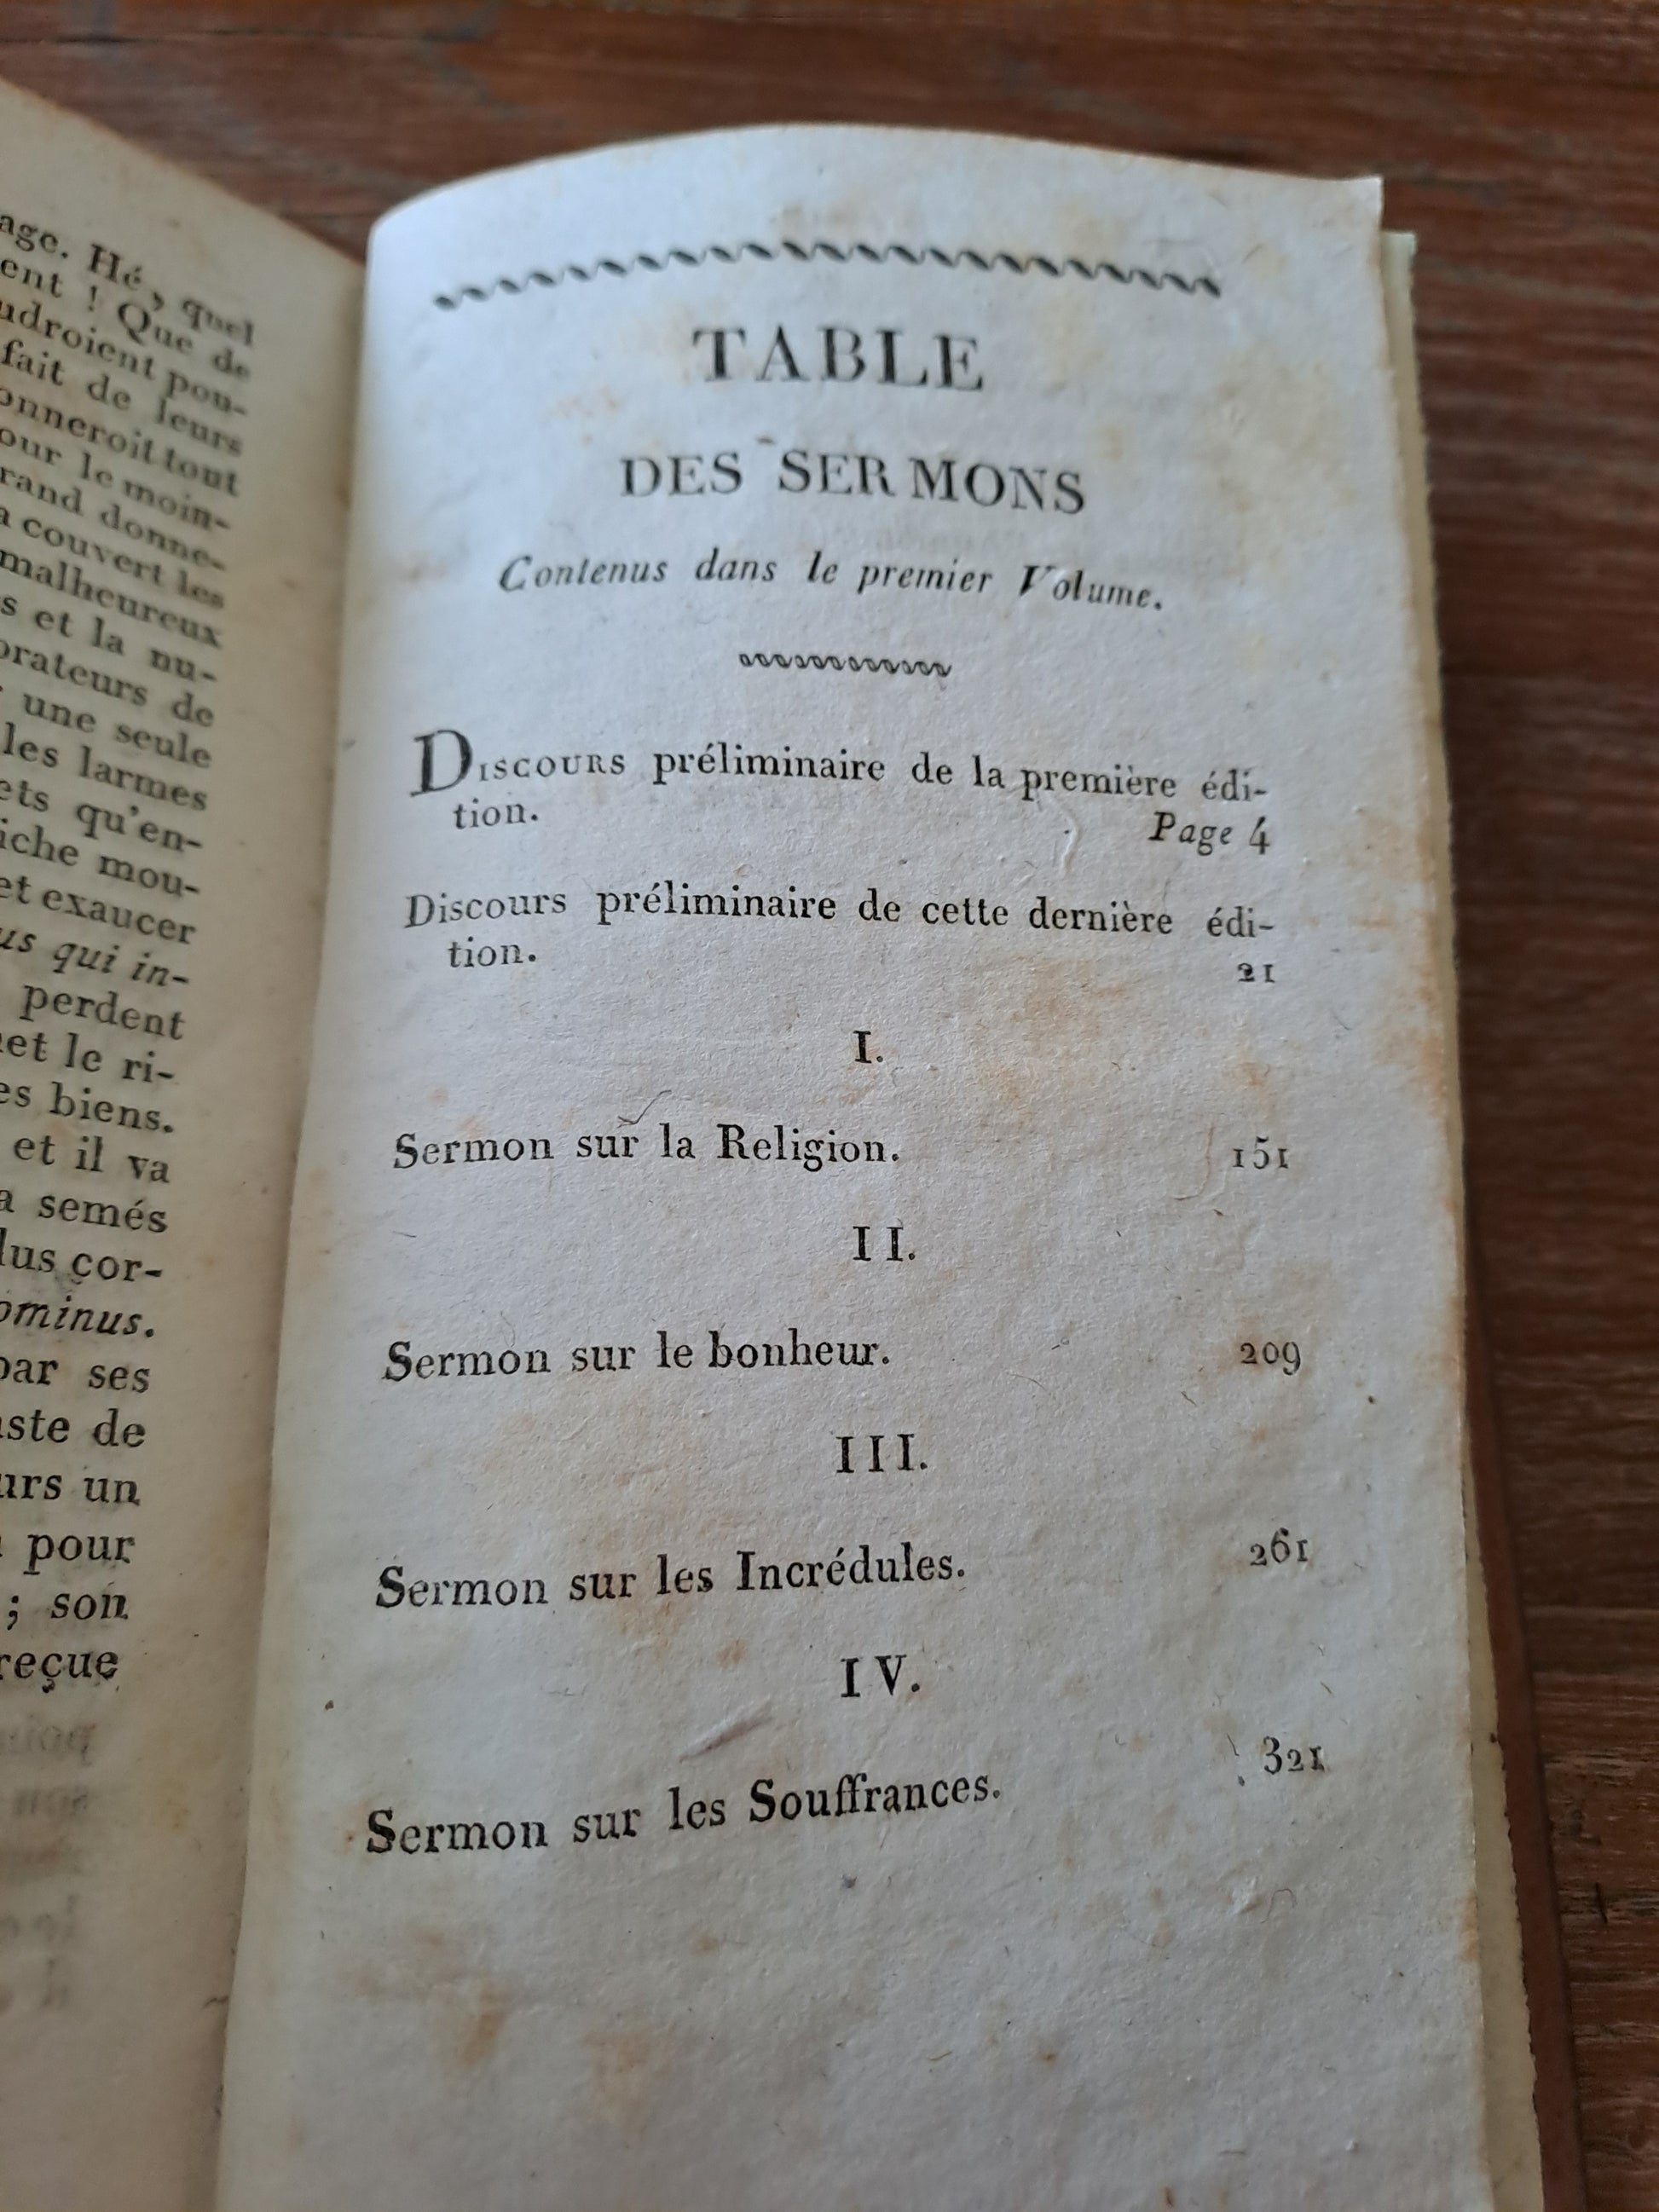 age. Hé, quel
ent ! Que de
udroient pou-
fait de leurs
onneroit tout
our le moin-
rand donne-
a couvert les
malheureux
s et la nu-
orateurs de
une seule
les larmes
ets qu'en-
iche mou-
et exaucer
us qui in-
perdent
et le ri-
es biens.
et il va
a semés
lus cor-
ominus.
par ses
aste de
urs un
pour
; son
reçue
TABLE
DES SERMONS
Contenus dans le premier Volume.
DISCOURS préliminaire de la première édi-
tion. Page 4
Discours préliminaire de cette dernière édi-
tion. 21
I.
Sermon sur la Religion. 151
II.
Sermon sur le bonheur. 209
III.
Sermon sur les Incrédules. 261
IV.
Sermon sur les Souffrances. 321